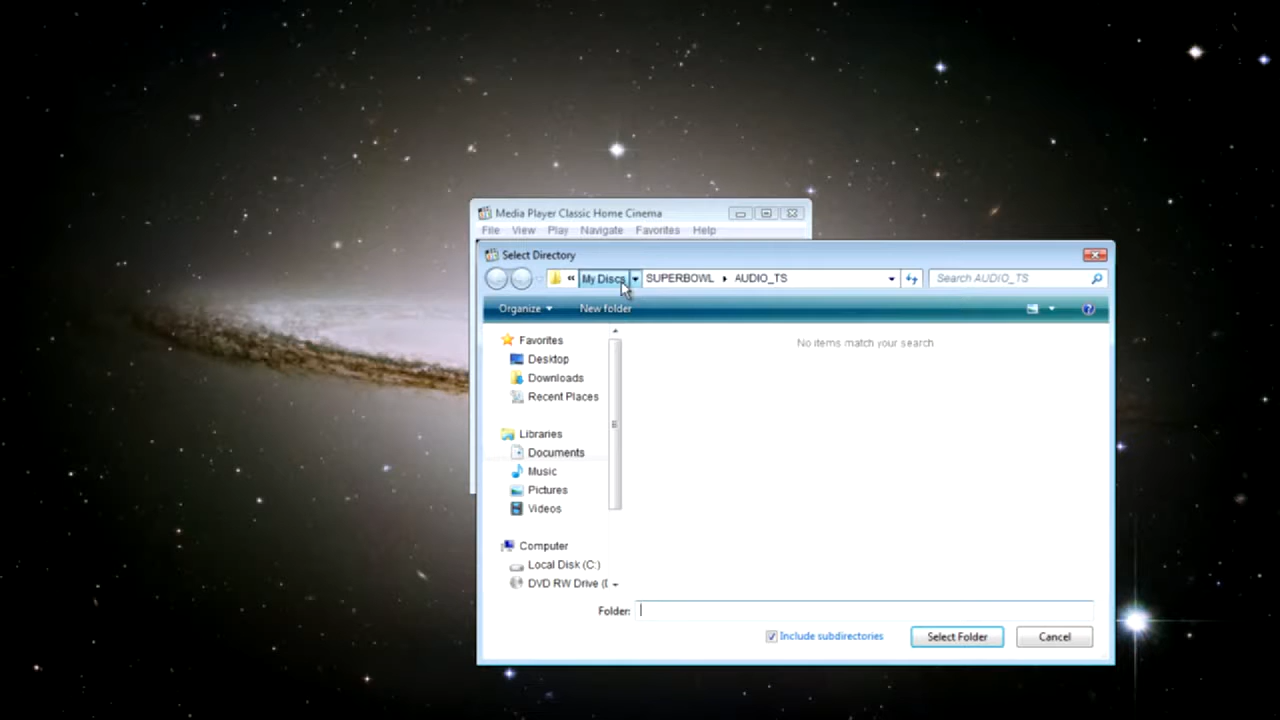 Media Player Classic Home Cinema
File View Play Navigate Favorites Help
Select Directory
« My Discs SUPERBOWL AUDIO_TS Search AUDIO_TS
Organize New folder
No items match your search
Favorites
Desktop
Downloads
Recent Places
Libraries
Documents
Music
Pictures
Videos
Computer
Local Disk (C:)
DVD RW Drive (
Folder:
Include subdirectories Select Folder Cancel